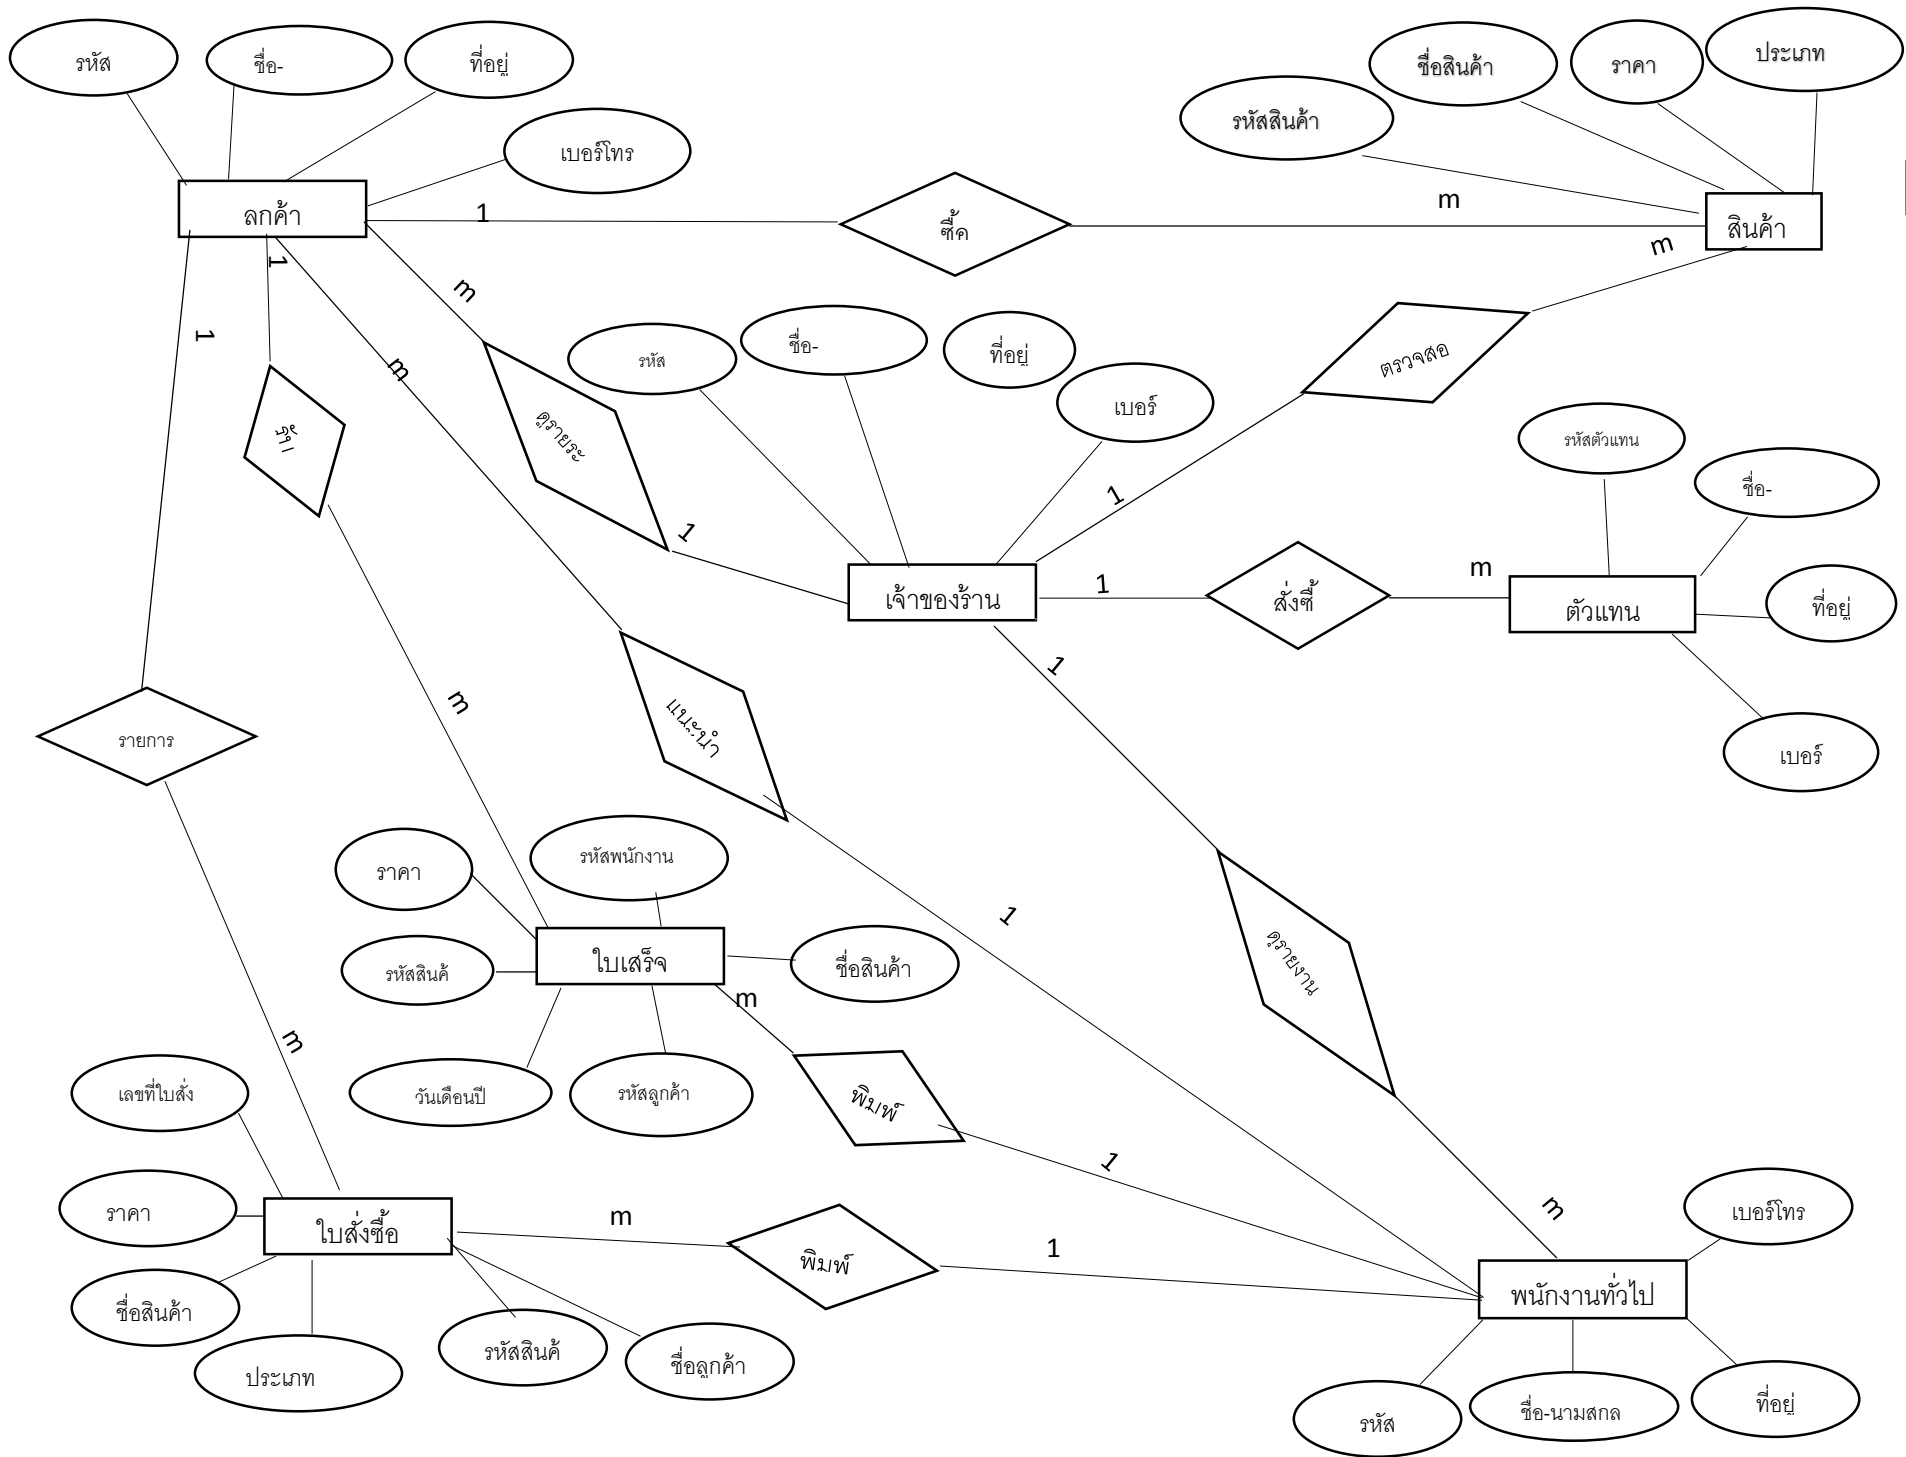 รหัส
ชื่อ-
ที่อยู่
เบอร์โทร
รหัสสินค้า
ชื่อสินค้า
ราคา
ประเภท
ลกค้า
1
ซื้ค
m
สินค้า
1
1
m
m
m
รหัส
ชื่อ-
ที่อยู่
เบอร์
ตรวจสอ
ดูรายระ
1
1
รหัสตัวแทน
ชื่อ-
ที่อยู่
เบอร์
เจ้าของร้าน
1
สั่งซื้
m
ตัวแทน
m
แนะนำ
1
รายการ
ราคา
รหัสพนักงาน
รหัสสินค้
ใบเสร็จ
ชื่อสินค้า
วันเดือนปี
รหัสลูกค้า
m
1
ดูรายงาน
m
พิมพ์
1
m
เลขที่ใบสั่ง
ราคา
ใบสั่งซื้อ
m
พิมพ์
1
ชื่อสินค้า
ประเภท
รหัสสินค้
ชื่อลูกค้า
เบอร์โทร
พนักงานทั่วไป
รหัส
ชื่อ-นามสกล
ที่อยู่